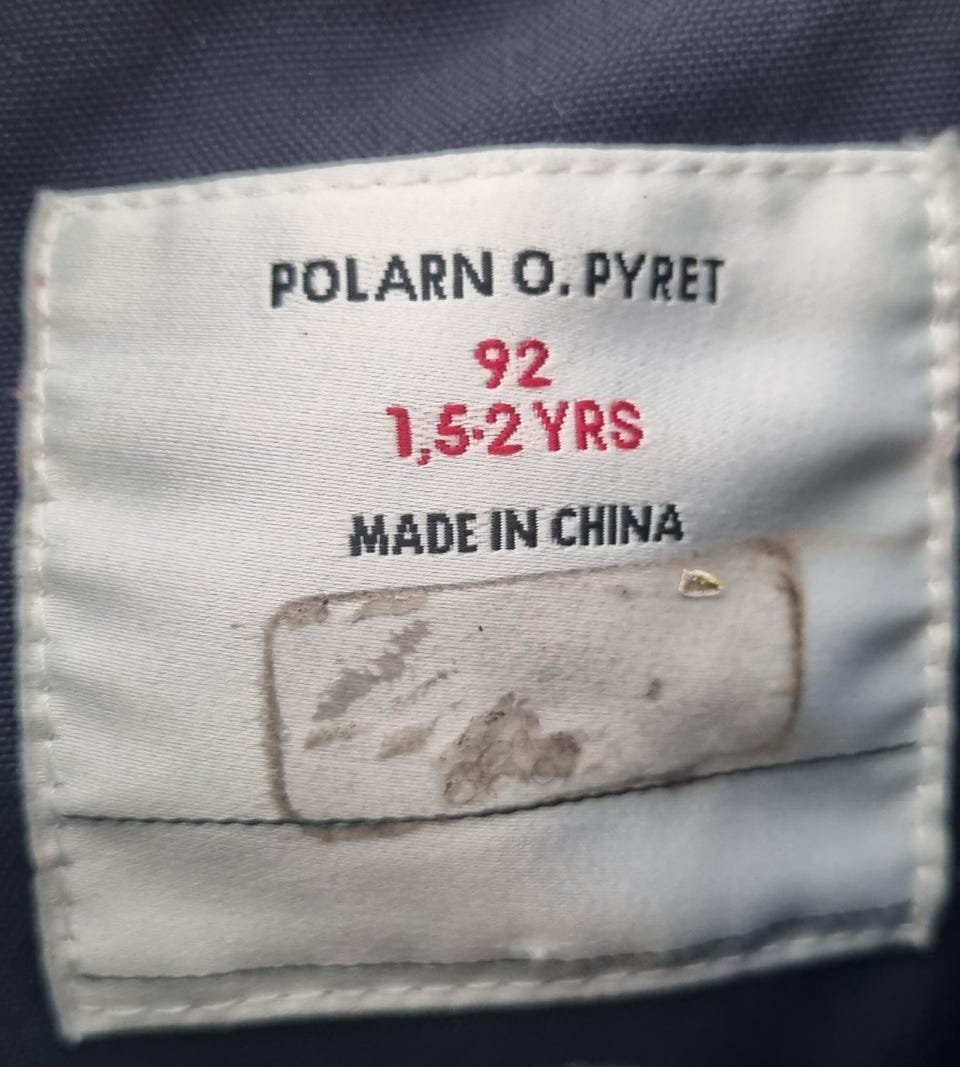 POLARN O. PYRET
92
1,5-2 YRS
MADE IN CHINA